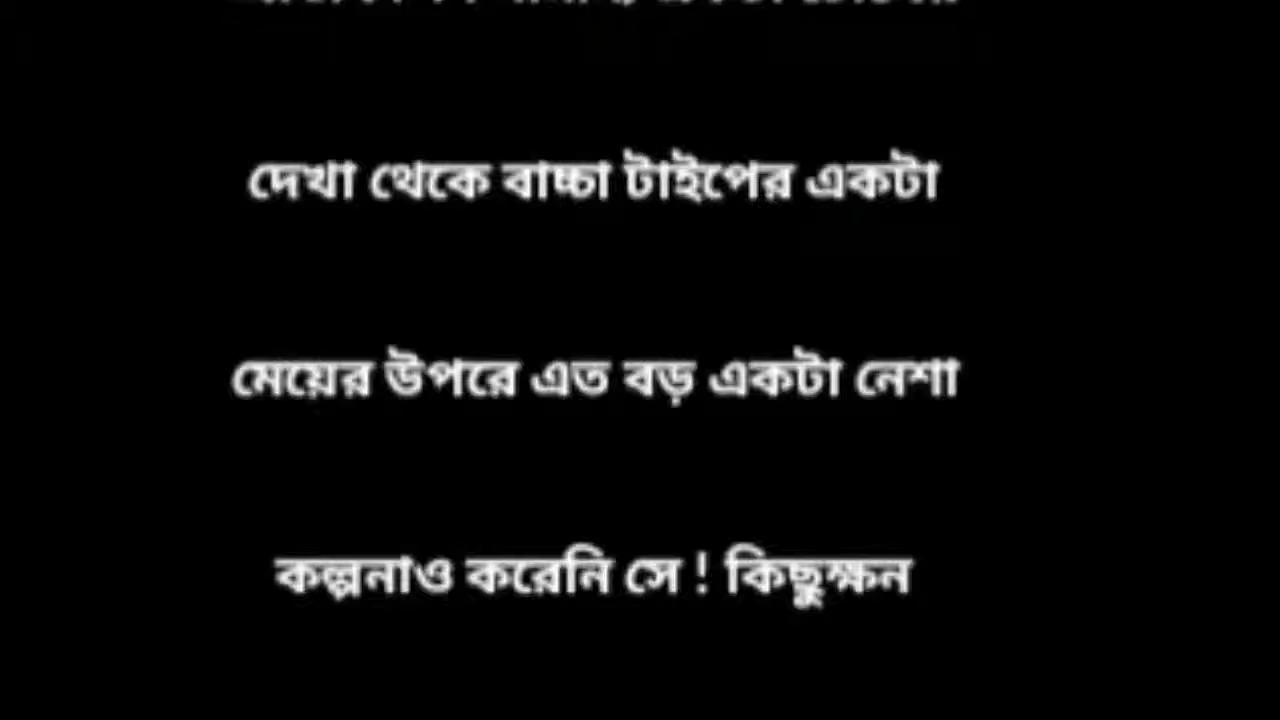 দেখা থেকে বাচ্চা টাইপের একটা
মেয়ের উপরে এত বড় একটা নেশা
কল্পনাও করেনি সে ! কিছুক্ষন